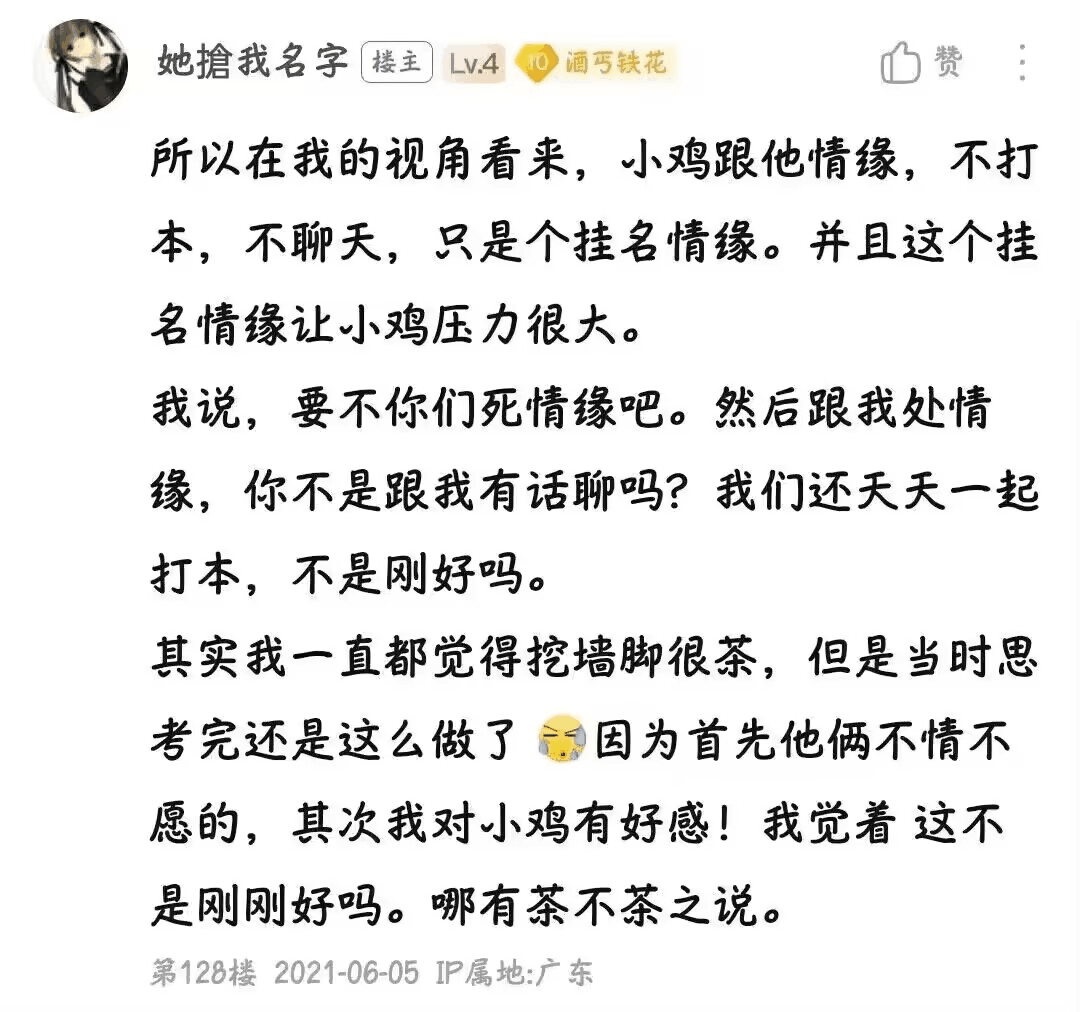 她搶我名字 楼主 Lv.4 10 酒丐铁花 赞
所以在我的视角看来，小鸡跟他情缘，不打
本，不聊天，只是个挂名情缘。并且这个挂
名情缘让小鸡压力很大。
我说，要不你们死情缘吧。然后跟我处情
缘，你不是跟我有话聊吗？我们还天天一起
打本，不是刚好吗。
其实我一直都觉得挖墙脚很茶，但是当时思
考完还是这么做了 因为首先他俩不情不
愿的，其次我对小鸡有好感！我觉着 这不
是刚刚好吗。哪有茶不茶之说。
第128楼 2021-06-05 IP属地:广东